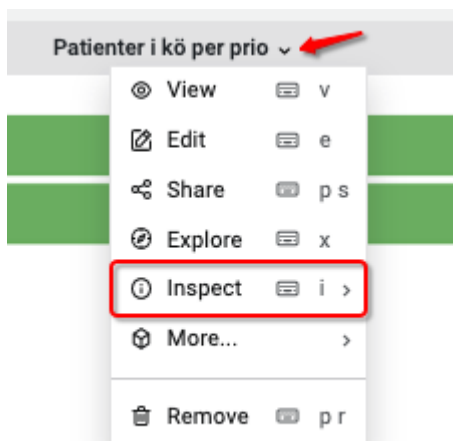 Patienter i kö per prio
View v
Edit e
Share p s
Explore x
Inspect i
More...
Remove p r